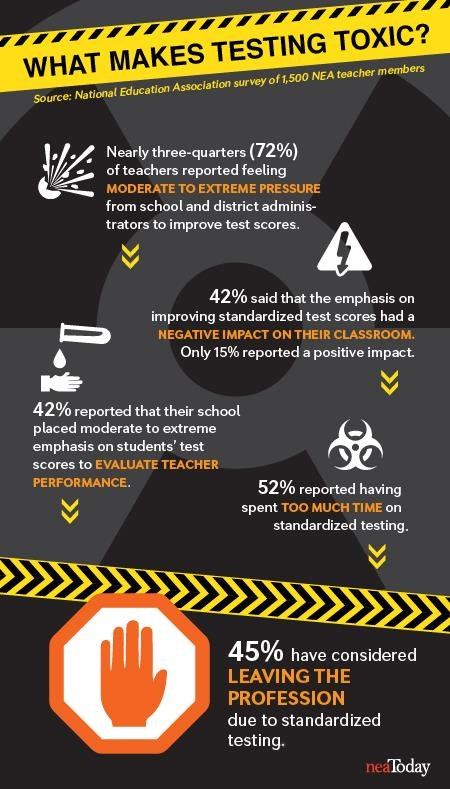 WHAT MAKES TESTING TOXIC?
Source: National Education Association survey of 1,500 NEA teacher members
Nearly three-quarters (72%)
of teachers reported feeling
MODERATE TO EXTREME PRESSURE
from school and district adminis-
trators to improve test scores.
42% said that the emphasis on
improving standardized test scores had a
NEGATIVE IMPACT ON THEIR CLASSROOM.
Only 15% reported a positive impact.
42% reported that their school
placed moderate to extreme
emphasis on students' test
scores to EVALUATE TEACHER
PERFORMANCE.
52% reported having
spent TOO MUCH TIME on
standardized testing.
45% have considered
LEAVING THE
PROFESSION
due to standardized
testing.
neaToday